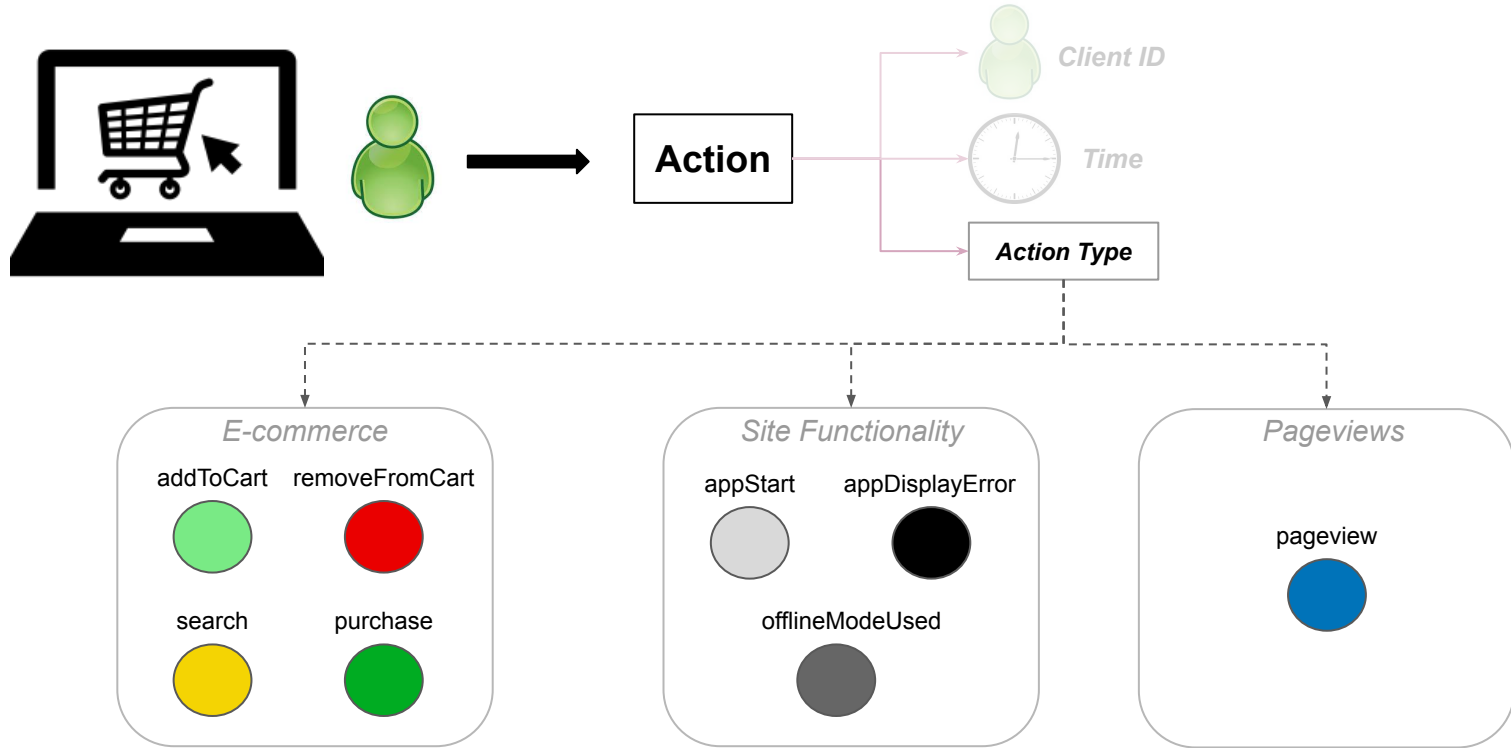 Client ID
Action
Time
Action Type
E-commerce
Site Functionality
Pageviews
addToCart
removeFromCart
appStart
appDisplayError
pageview
search
purchase
offlineModeUsed